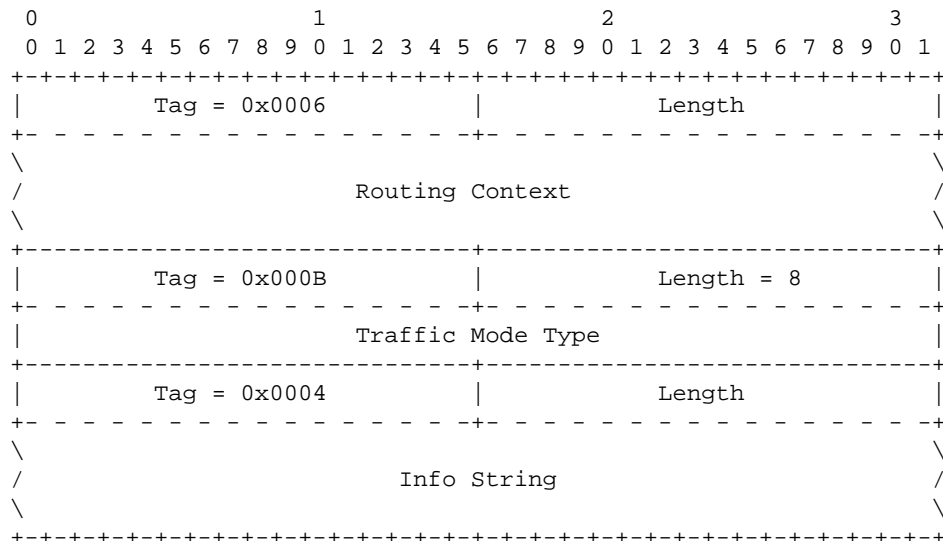 0                   1                   2                   3
 0 1 2 3 4 5 6 7 8 9 0 1 2 3 4 5 6 7 8 9 0 1 2 3 4 5 6 7 8 9 0 1
+-+-+-+-+-+-+-+-+-+-+-+-+-+-+-+-+-+-+-+-+-+-+-+-+-+-+-+-+-+-+-+-+
|         Tag = 0x0006          |            Length             |
+- - - - - - - - - - - - - - - -+- - - - - - - - - - - - - - - -+
\                                                               \
/                       Routing Context                         /
\                                                               \
+-------------------------------+-------------------------------+
|         Tag = 0x000B          |            Length = 8         |
+- - - - - - - - - - - - - - - -+- - - - - - - - - - - - - - - -+
|                       Traffic Mode Type                       |
+-------------------------------+-------------------------------+
|         Tag = 0x0004          |            Length             |
+- - - - - - - - - - - - - - - -+- - - - - - - - - - - - - - - -+
\                                                               \
/                          Info String                          /
\                                                               \
+-+-+-+-+-+-+-+-+-+-+-+-+-+-+-+-+-+-+-+-+-+-+-+-+-+-+-+-+-+-+-+-+